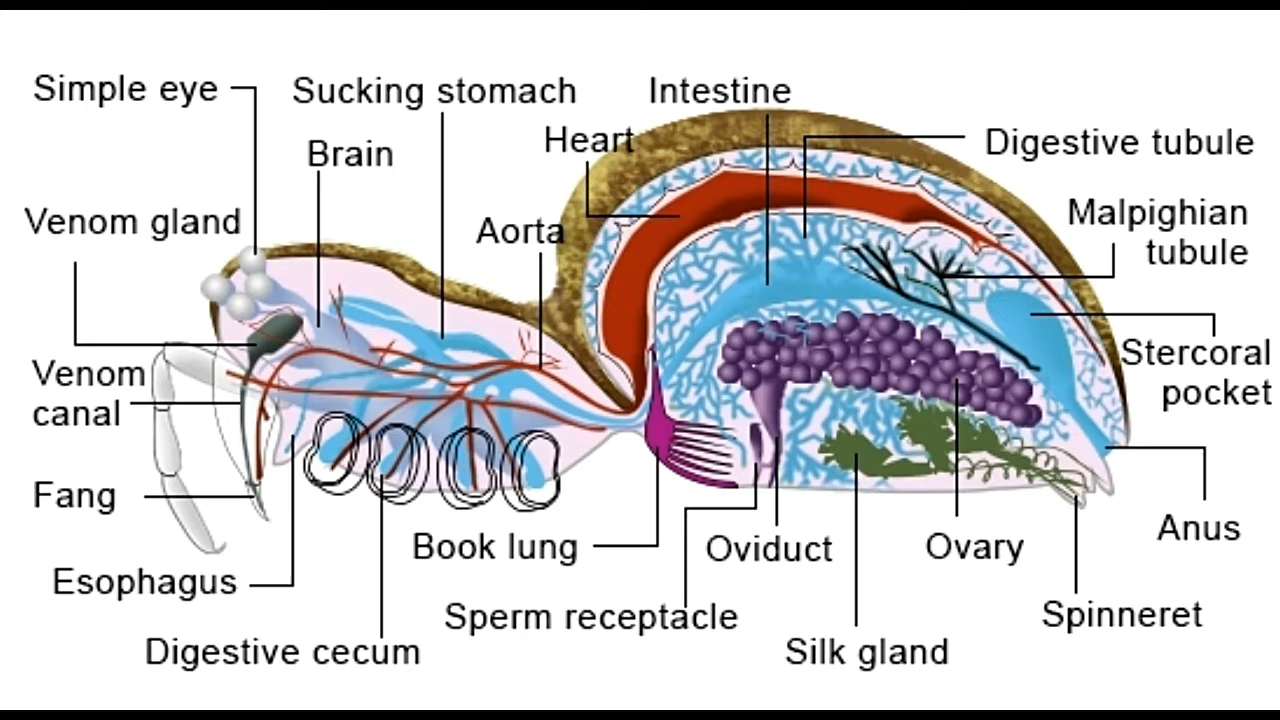 Simple eye
Sucking stomach
Intestine
Heart
Digestive tubule
Brain
Venom gland
Aorta
Malpighian
tubule
Stercoral
pocket
Venom
canal
Fang
Anus
Book lung
Oviduct
Ovary
Esophagus
Sperm receptacle
Spinneret
Digestive cecum
Silk gland